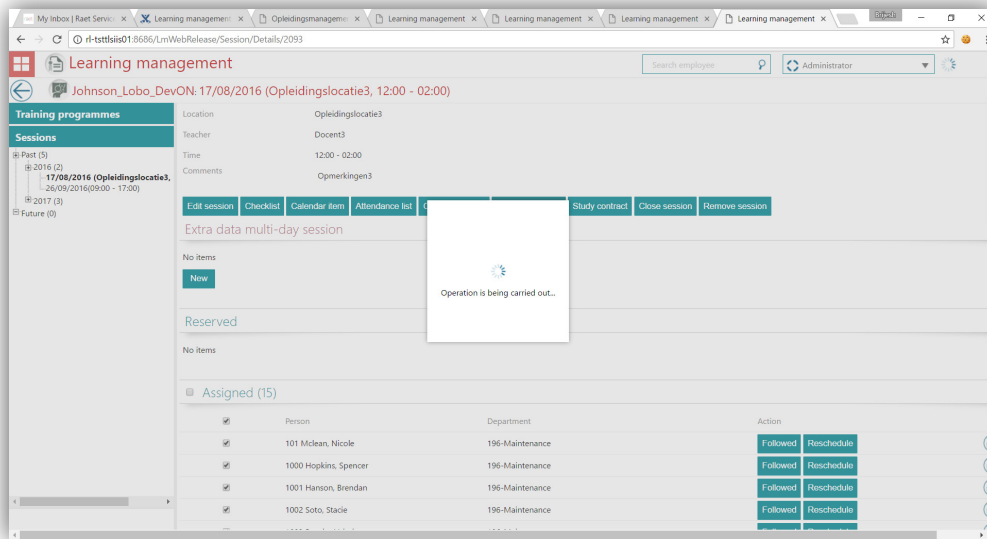 My Inbox | Raet Service
Learning management
Opleidingsmanagemen
Learning management
Learning management
Learning management
Learning management
Brijesh
rl-tsttlsiis01:8686/LmWebRelease/Session/Details/2093
Learning management
Search employee
Administrator
Johnson_Lobo_DevON: 17/08/2016 (Opleidingslocatie3, 12:00 - 02:00)
Training programmes
Sessions
Past (5)
2016 (2)
17/08/2016 (Opleidingslocatie3,
26/09/2016(09:00 - 17:00)
2017 (3)
Future (0)
Location Opleidingslocatie3
Teacher Docent3
Time 12:00 - 02:00
Comments Opmerkingen3
Edit session Checklist Calendar item Attendance list Study contract Close session Remove session
Extra data multi-day session
No items
New
Operation is being carried out...
Reserved
No items
Assigned (15)
Person Department Action
101 Mclean, Nicole 196-Maintenance Followed Reschedule
1000 Hopkins, Spencer 196-Maintenance Followed Reschedule
1001 Hanson, Brendan 196-Maintenance Followed Reschedule
1002 Soto, Stacie 196-Maintenance Followed Reschedule